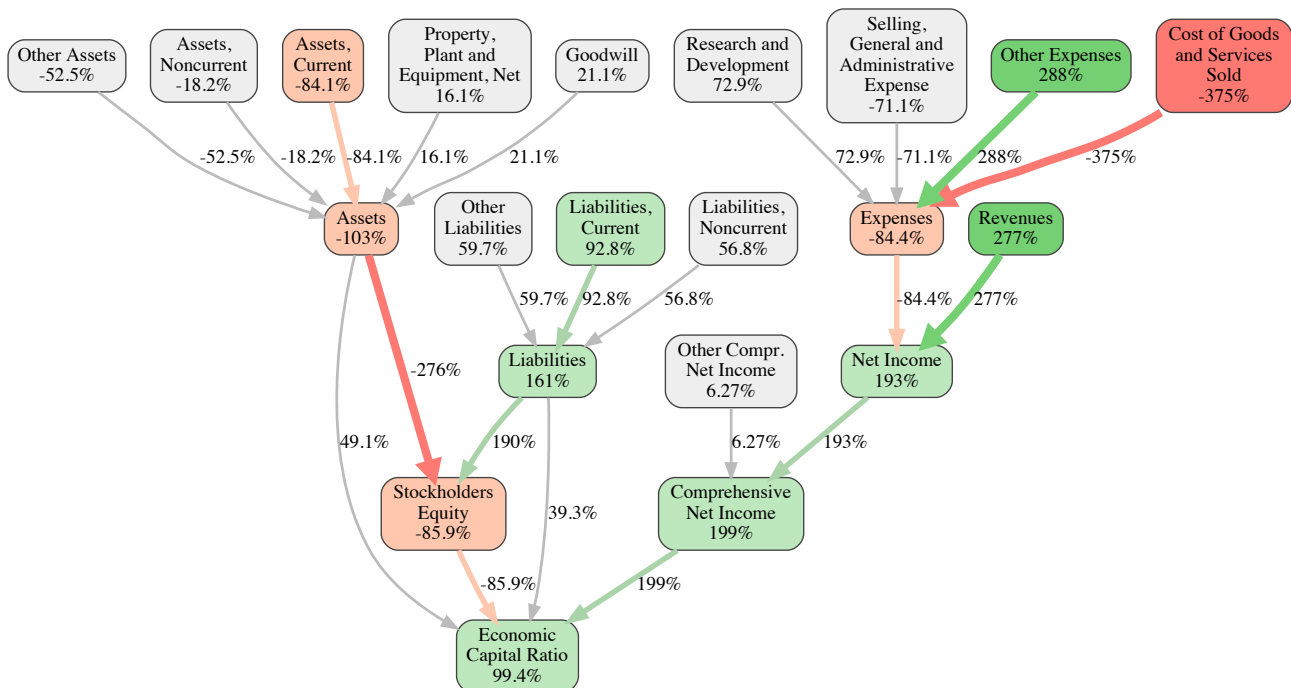 Other Assets
-52.5%
Assets,
Noncurrent
-18.2%
Assets,
Current
-84.1%
Property,
Plant and
Equipment, Net
16.1%
Goodwill
21.1%
Research and
Development
72.9%
Selling,
General and
Administrative
Expense
-71.1%
Other Expenses
288%
Cost of Goods
and Services
Sold
-375%
-52.5%
-18.2%
-84.1%
16.1%
21.1%
72.9%
-71.1%
288%
-375%
Assets
-103%
Other
Liabilities
59.7%
Liabilities,
Current
92.8%
Liabilities,
Noncurrent
56.8%
Expenses
-84.4%
Revenues
277%
59.7%
92.8%
56.8%
-84.4%
277%
-276%
Liabilities
161%
Other Compr.
Net Income
6.27%
Net Income
193%
49.1%
190%
6.27%
193%
Stockholders
Equity
-85.9%
39.3%
Comprehensive
Net Income
199%
-85.9%
199%
Economic
Capital Ratio
99.4%